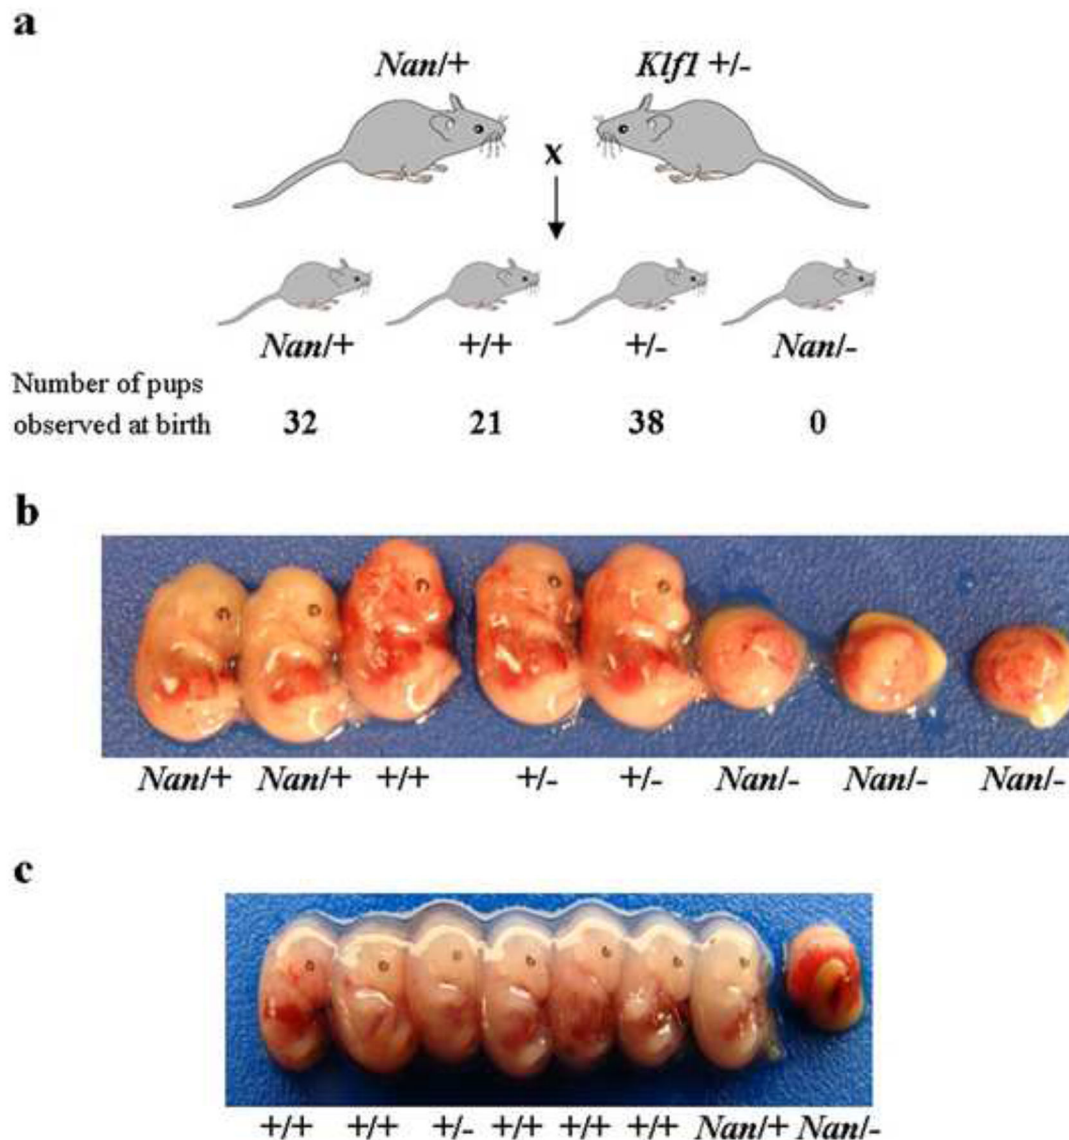 a
Nan/+ Klf1 +/-
x
Nan/+ +/+ +/- Nan/-
Number of pups
observed at birth 32 21 38 0
b
Nan/+ Nan/+ +/+ +/- +/- Nan/- Nan/- Nan/-
c
+/+ +/+ +/- +/+ +/+ +/+ Nan/+ Nan/-